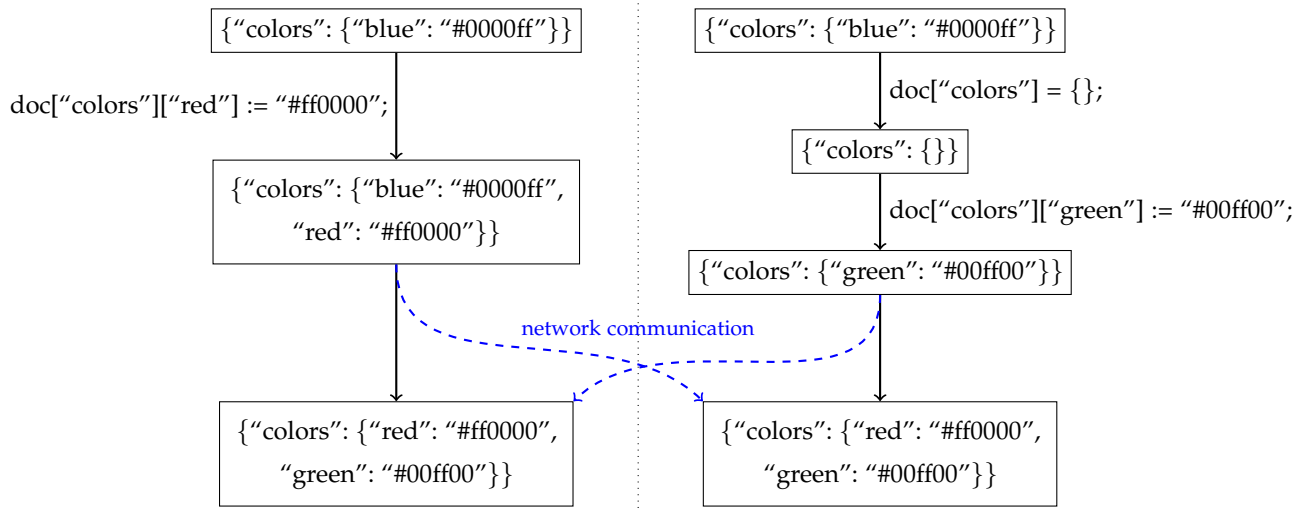 {“colors”: {“blue”: “#0000ff”}}
doc[“colors”][“red”] := “#ff0000”;
{“colors”: {“blue”: “#0000ff”,
“red”: “#ff0000”}}
{“colors”: {“blue”: “#0000ff”}}
doc[“colors”] = {};
{“colors”: {}}
doc[“colors”][“green”] := “#00ff00”;
{“colors”: {“green”: “#00ff00”}}
network communication
{“colors”: {“red”: “#ff0000”,
“green”: “#00ff00”}}
{“colors”: {“red”: “#ff0000”,
“green”: “#00ff00”}}